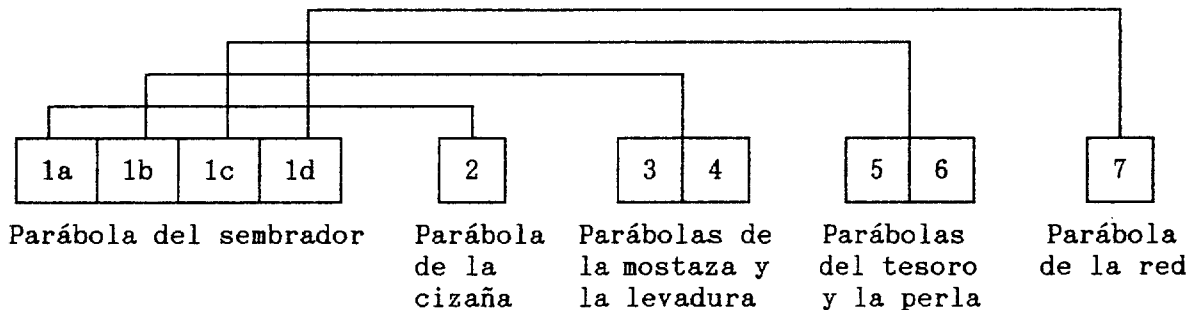 1a 1b 1c 1d 2 3 4 5 6 7
Parábola del sembrador
Parábola
de la
cizaña
Parábolas de
la mostaza y
la levadura
Parábolas
del tesoro
y la perla
Parábola
de la red